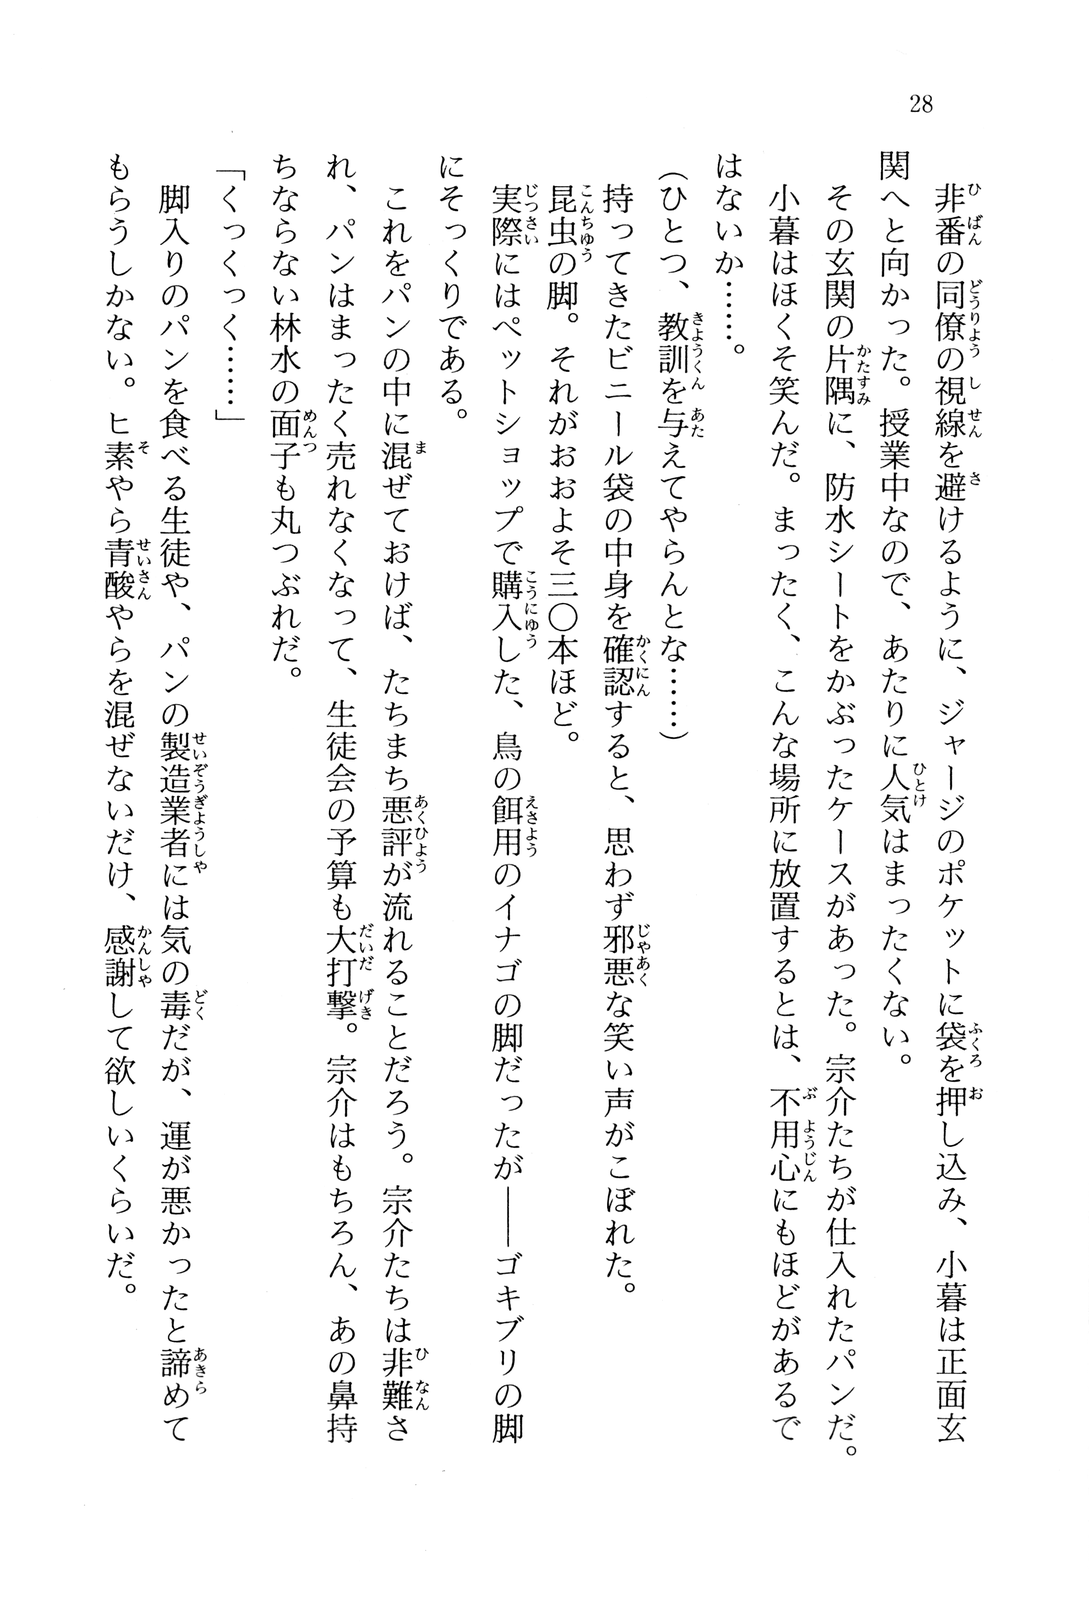 28
非番の同僚の視線を避けるように、ジャージのポケットに袋を押し込み、小暮は正面玄
関へと向かった。授業中なので、あたりに人気はまったくない。
その玄関の片隅に、防水シートをかぶったケースがあった。宗介たちが仕入れたパンだ。
小暮はほくそ笑んだ。まったく、こんな場所に放置するとは、不用心にもほどがあるで
はないか……。
(ひとつ、教訓を与えてやらんとな……)
持ってきたビニール袋の中身を確認すると、思わず邪悪な笑い声がこぼれた。
昆虫の脚。それがおおよそ三〇本ほど。
実際にはペットショップで購入した、鳥の餌用のイナゴの脚だったが――ゴキブリの脚
にそっくりである。
これをパンの中に混ぜておけば、たちまち悪評が流れることだろう。宗介たちは非難さ
れ、パンはまったく売れなくなって、生徒会の予算も大打撃。宗介はもちろん、あの鼻持
ちならない林水の面子も丸つぶれだ。
「くっくっく……」
脚入りのパンを食べる生徒や、パンの製造業者には気の毒だが、運が悪かったと諦めて
もらうしかない。ヒ素やら青酸やらを混ぜないだけ、感謝して欲しいくらいだ。